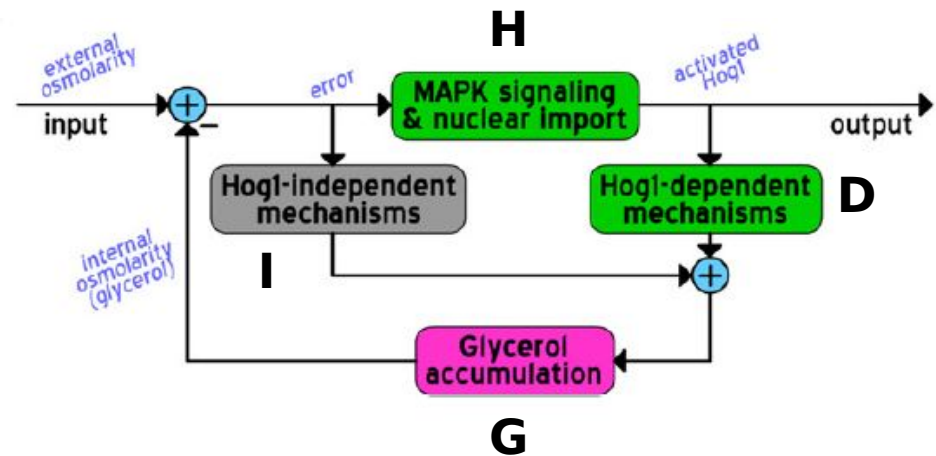 H
external
osmolarity
error
activated
Hog1
MAPK signaling
& nuclear import
+
−
input
output
Hog1-independent
mechanisms
Hog1-dependent
mechanisms
D
internal
osmolarity
(glycerol)
I
+
Glycerol
accumulation
G